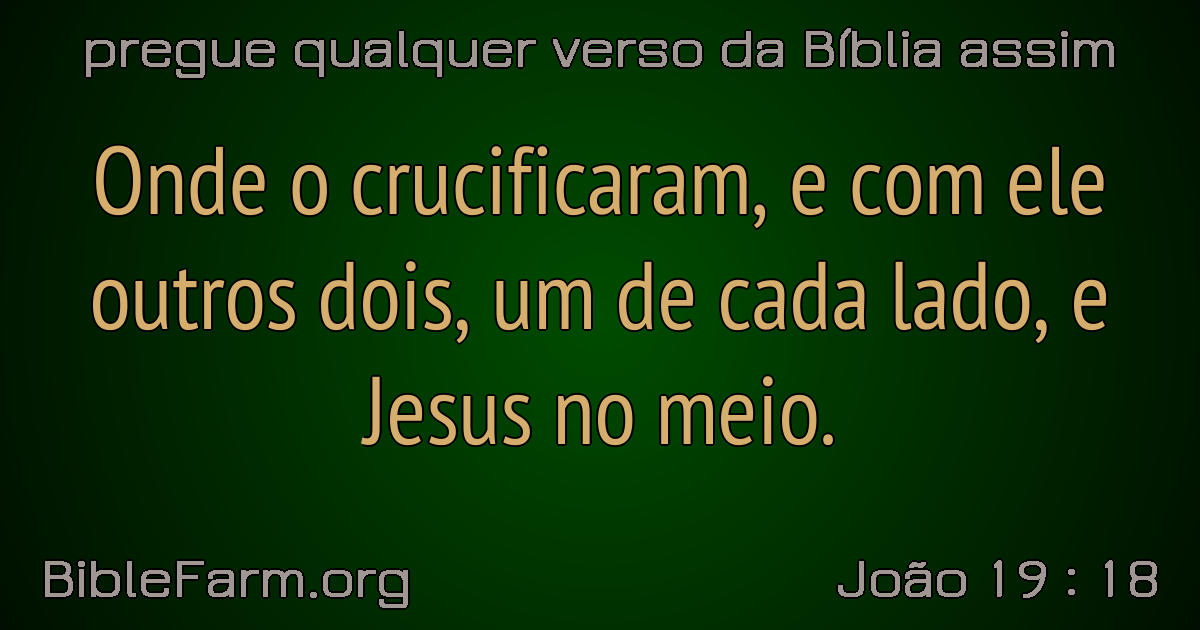 pregue qualquer verso da Bíblia assim
Onde o crucificaram, e com ele
outros dois, um de cada lado, e
Jesus no meio.
BibleFarm.org
João 19 : 18